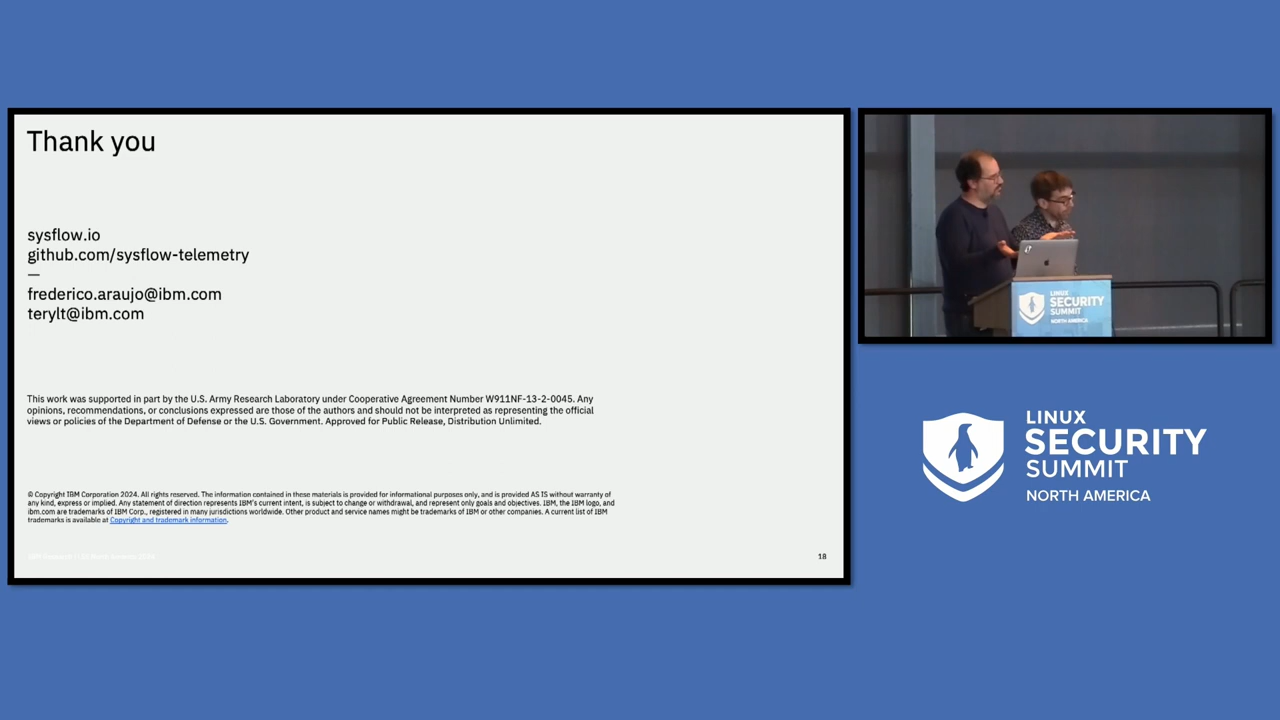 Thank you
sysflow.io
github.com/sysflow-telemetry
—
frederico.araujo@ibm.com
terylt@ibm.com
This work was supported in part by the U.S. Army Research Laboratory under Cooperative Agreement Number W911NF-13-2-0045. Any
opinions, recommendations, or conclusions expressed are those of the authors and should not be interpreted as representing the official
views or policies of the Department of Defense or the U.S. Government. Approved for Public Release, Distribution Unlimited.
© Copyright IBM Corporation 2024. All rights reserved. The information contained in these materials is provided for informational purposes only, and is provided AS IS without warranty of
any kind, express or implied. Any statement of direction represents IBM's current intent, is subject to change or withdrawal, and represent only goals and objectives. IBM, the IBM logo, and
ibm.com are trademarks of IBM Corp., registered in many jurisdictions worldwide. Other product and service names might be trademarks of IBM or other companies. A current list of IBM
trademarks is available at Copyright and trademark information.
18
LINUX
SECURITY
SUMMIT
NORTH AMERICA
LINUX
SECURITY
SUMMIT
NORTH AMERICA